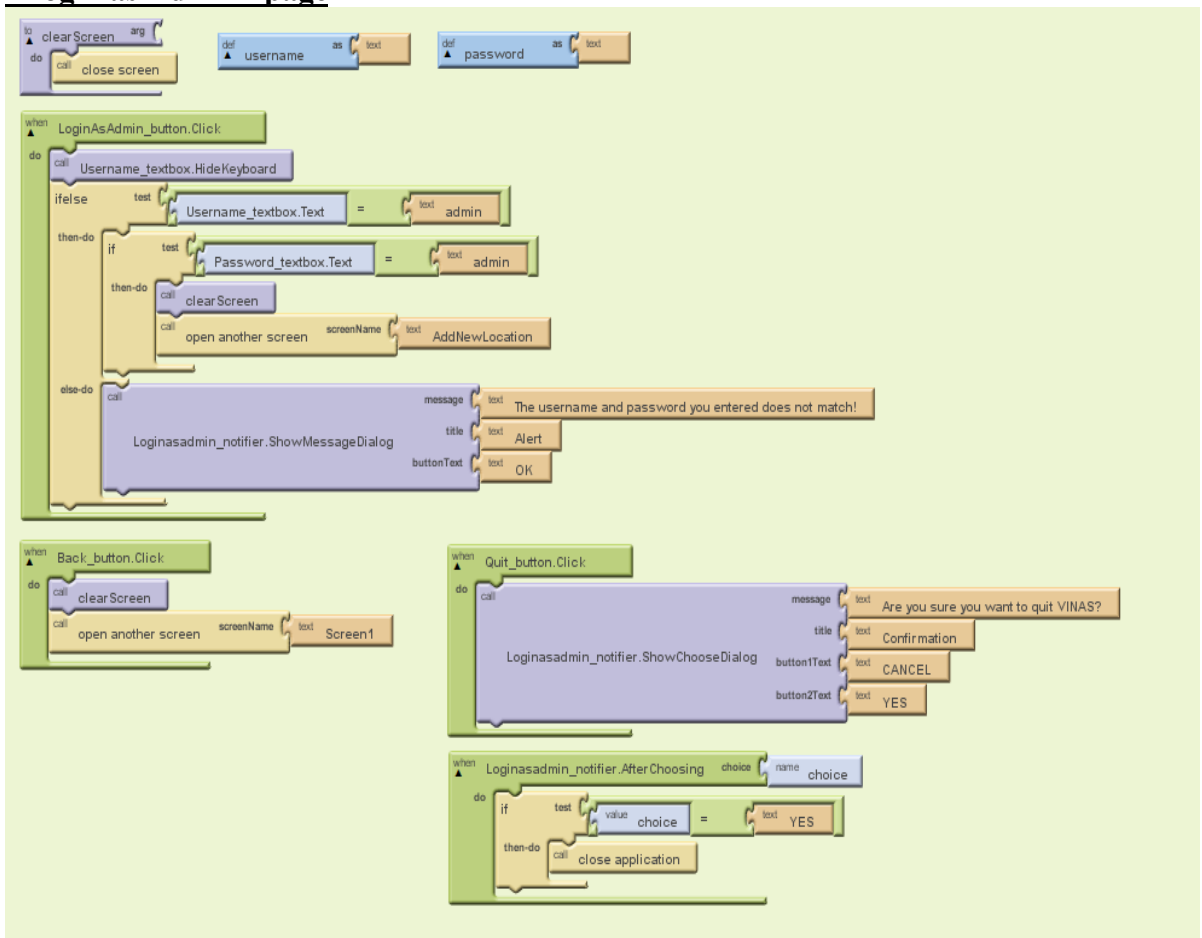 to clearScreen arg
do call close screen
def username as text
def password as text
when LoginAsAdmin_button.Click
do call Username_textbox.HideKeyboard
ifelse test Username_textbox.Text = text admin
then-do if test Password_textbox.Text = text admin
then-do call clearScreen
call open another screen screenName text AddNewLocation
else-do call Loginasadmin_notifier.ShowMessageDialog
message text The username and password you entered does not match!
title text Alert
buttonText text OK
when Back_button.Click
do call clearScreen
call open another screen screenName text Screen1
when Quit_button.Click
do call Loginasadmin_notifier.ShowChooseDialog
message text Are you sure you want to quit VINAS?
title text Confirmation
button1Text text CANCEL
button2Text text YES
when Loginasadmin_notifier.AfterChoosing choice name choice
do if test value choice = text YES
then-do call close application